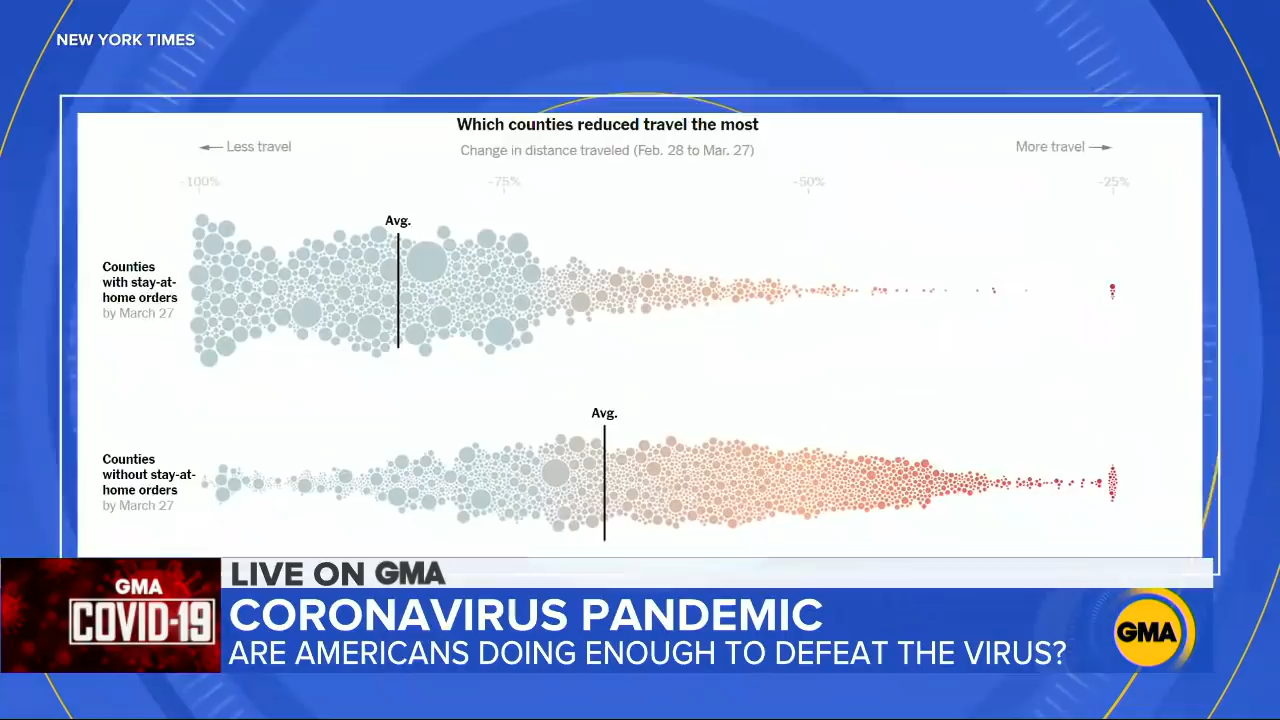 NEW YORK TIMES
Which counties reduced travel the most
← Less travel
Change in distance traveled (Feb. 28 to Mar. 27)
More travel →
-100%
-75%
-50%
-25%
Avg.
Counties
with stay-at-
home orders
by March 27
Avg.
Counties
without stay-at-
home orders
by March 27
LIVE ON GMA
GMA
COVID-19
CORONAVIRUS PANDEMIC
ARE AMERICANS DOING ENOUGH TO DEFEAT THE VIRUS?
GMA